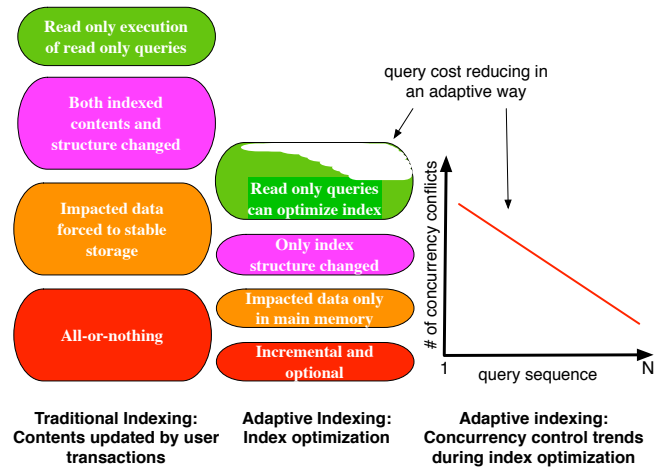 Read only execution
of read only queries
Both indexed
contents and
structure changed
Impacted data
forced to stable
storage
All-or-nothing
Traditional Indexing:
Contents updated by user
transactions
Read only queries
can optimize index
Only index
structure changed
Impacted data only
in main memory
Incremental and
optional
Adaptive Indexing:
Index optimization
query cost reducing in
an adaptive way
# of concurrency conflicts
1
query sequence
N
Adaptive indexing:
Concurrency control trends
during index optimization